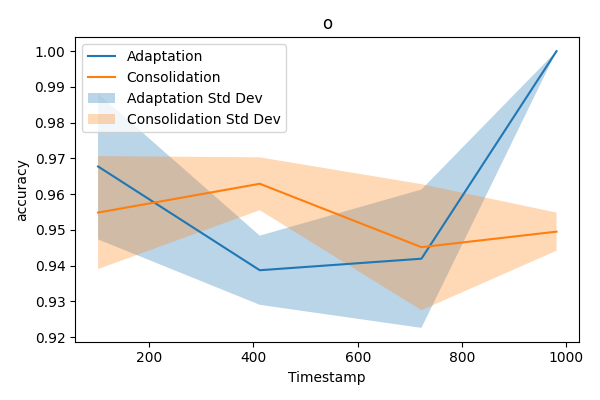 o
Adaptation
Consolidation
Adaptation Std Dev
Consolidation Std Dev
1.00
0.99
0.98
0.97
0.96
0.95
0.94
0.93
0.92
accuracy
200 400 600 800 1000
Timestamp